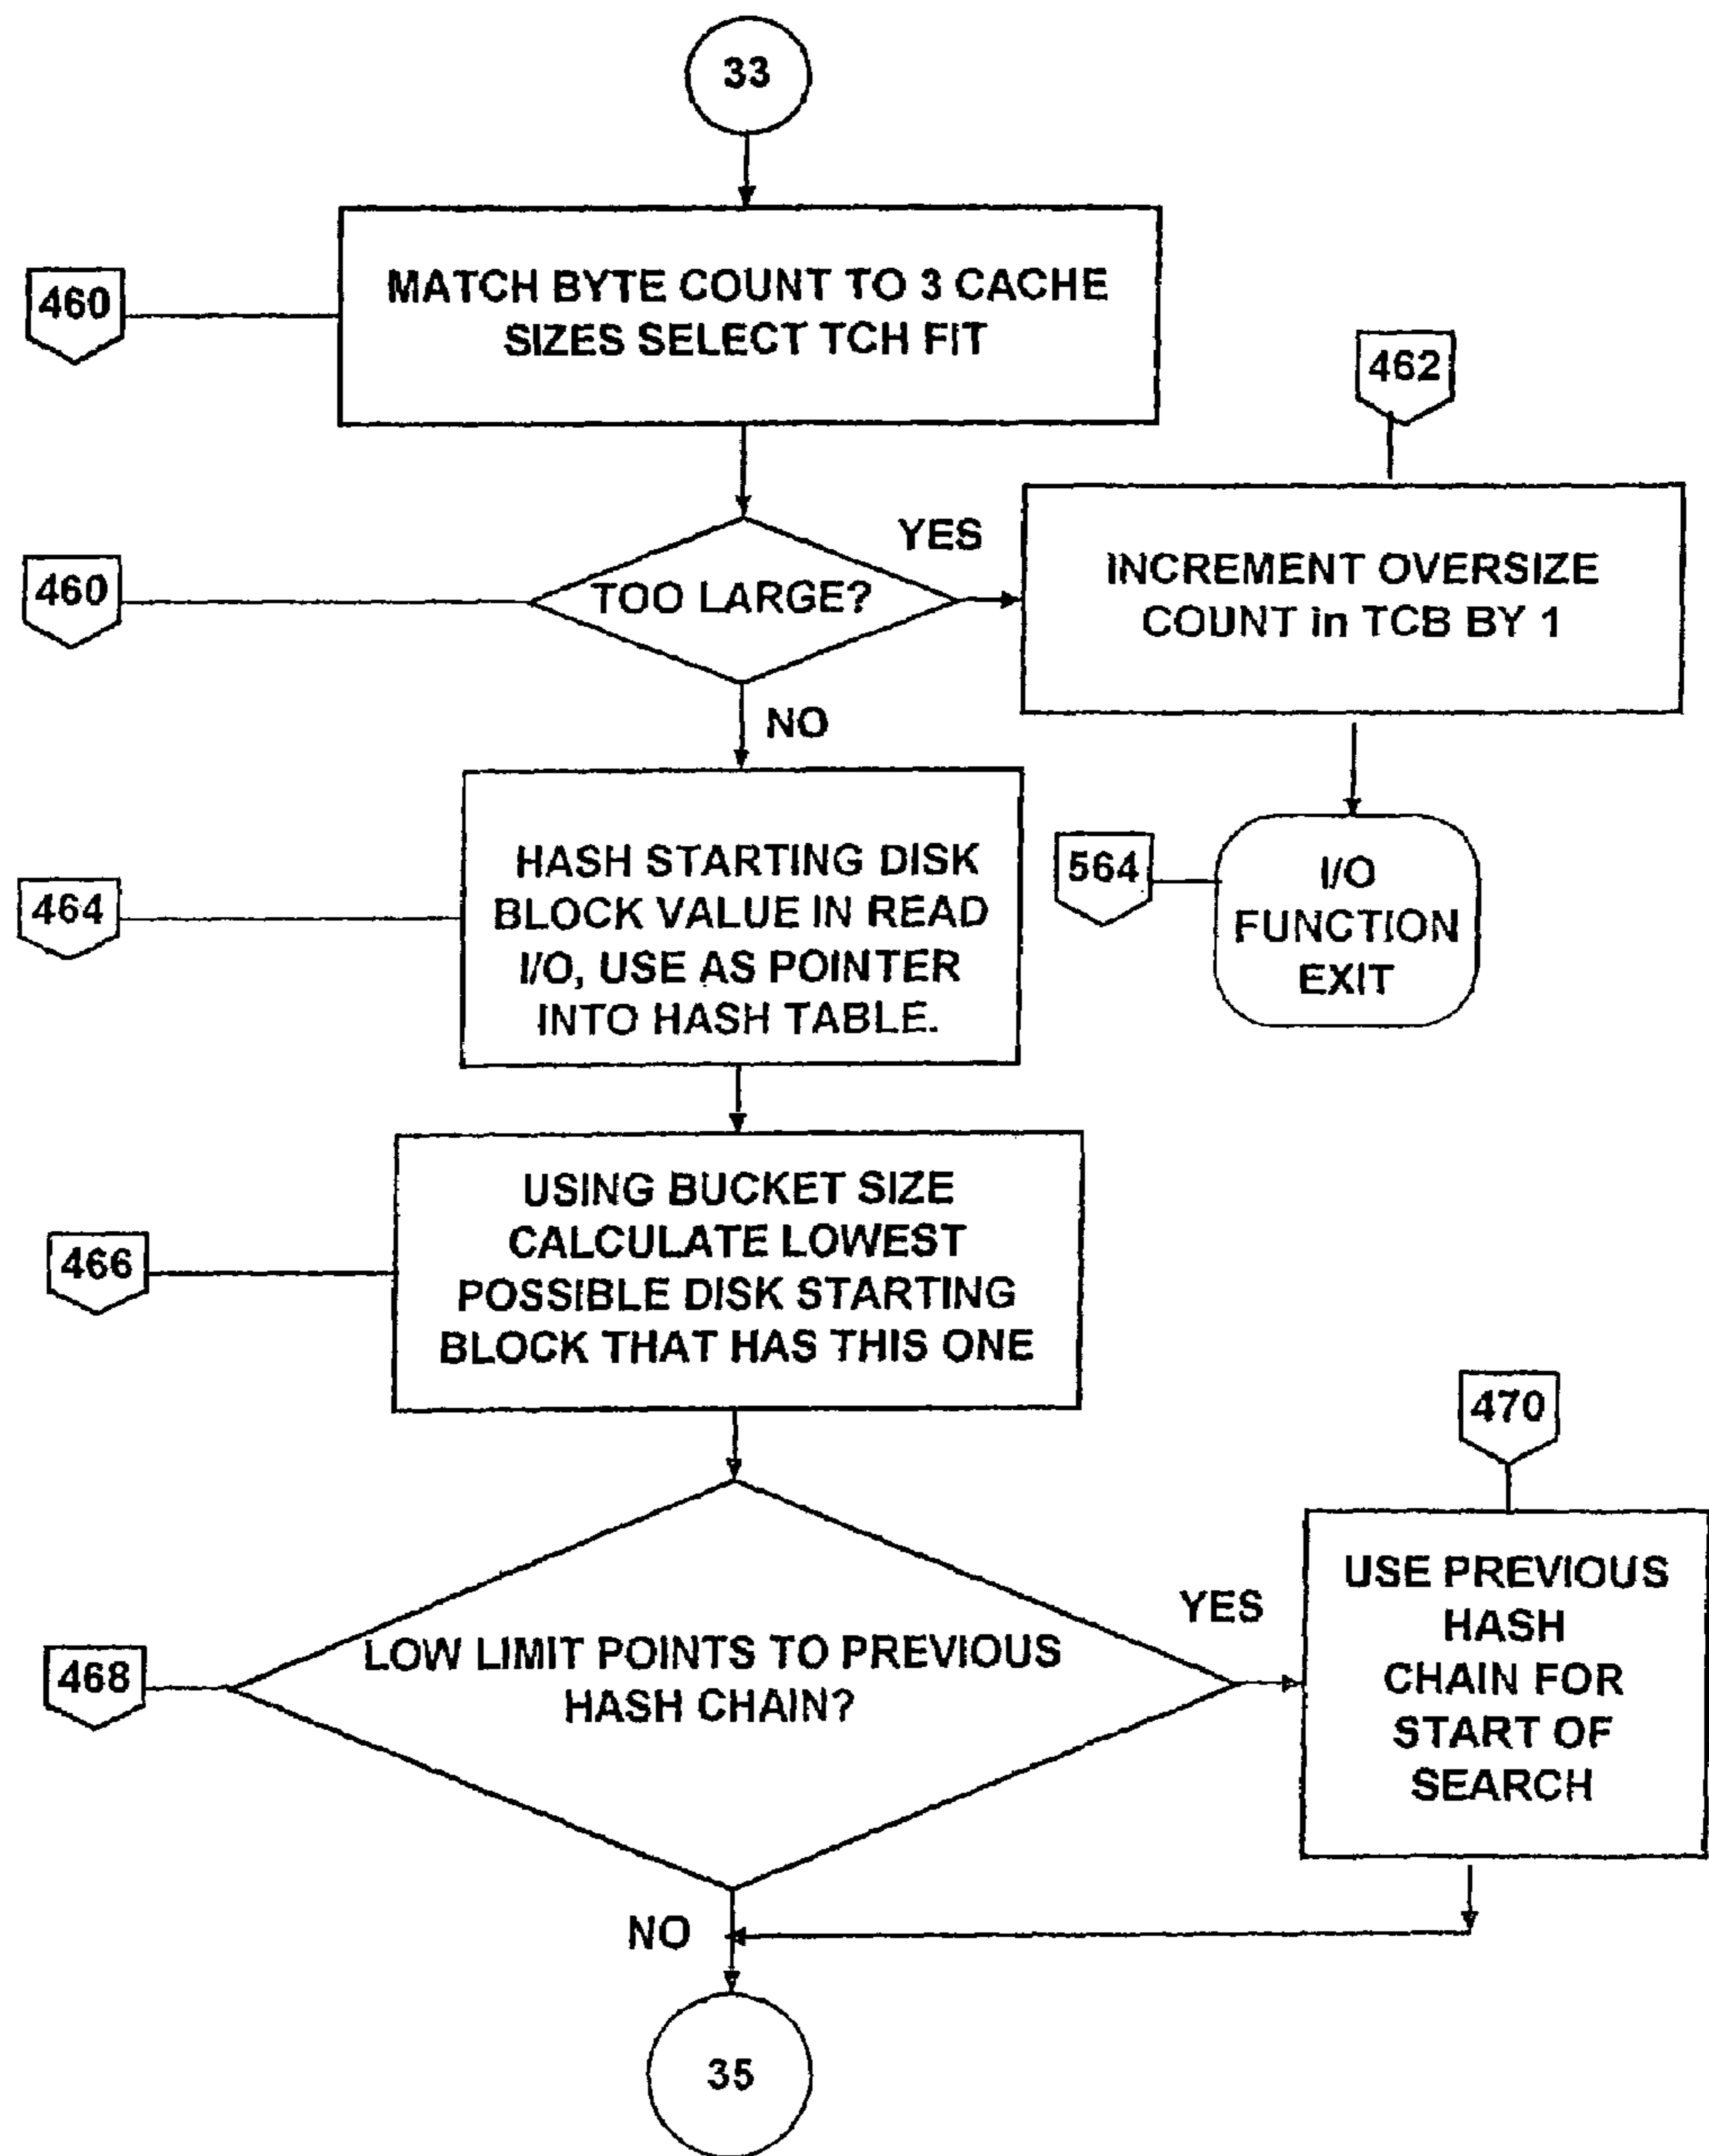 33
460
MATCH BYTE COUNT TO 3 CACHE
SIZES SELECT TCH FIT
462
460
TOO LARGE?
YES
INCREMENT OVERSIZE
COUNT in TCB BY 1
NO
464
HASH STARTING DISK
BLOCK VALUE IN READ
I/O, USE AS POINTER
INTO HASH TABLE.
564
I/O
FUNCTION
EXIT
466
USING BUCKET SIZE
CALCULATE LOWEST
POSSIBLE DISK STARTING
BLOCK THAT HAS THIS ONE
470
468
LOW LIMIT POINTS TO PREVIOUS
HASH CHAIN?
YES
USE PREVIOUS
HASH
CHAIN FOR
START OF
SEARCH
NO
35